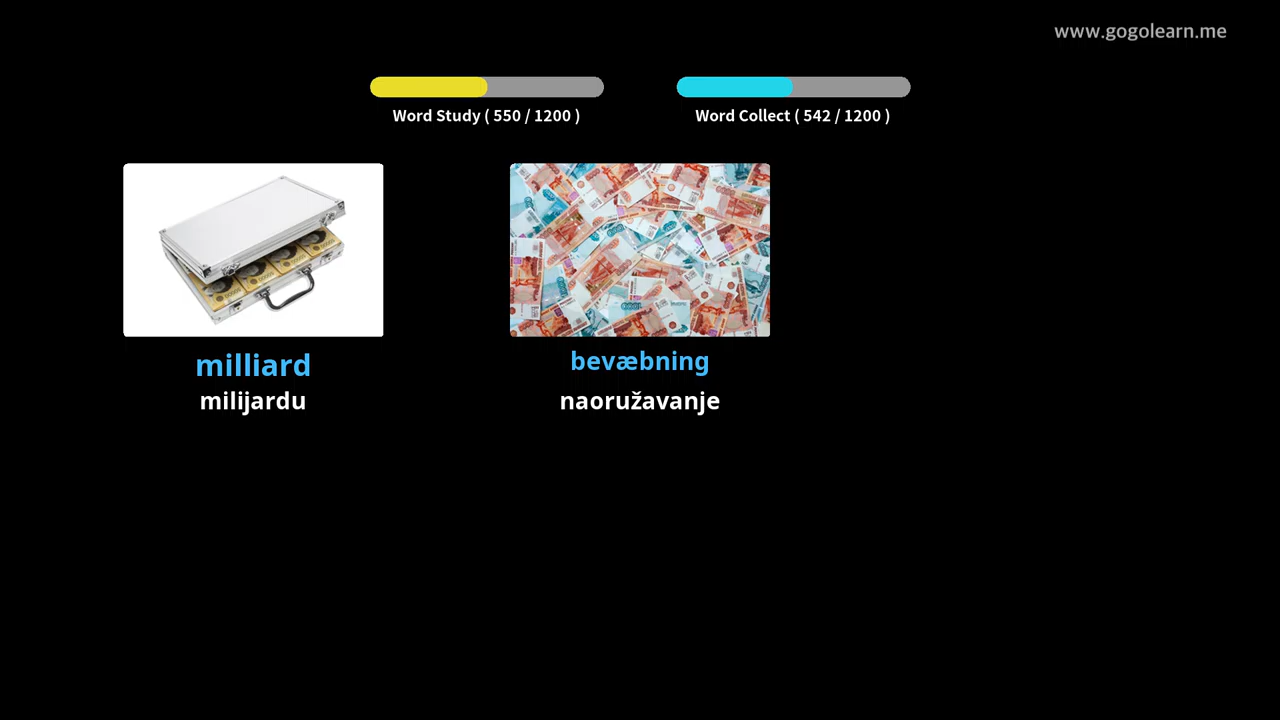 www.gogolearn.me
Word Study ( 550 / 1200 )
Word Collect ( 542 / 1200 )
milliard
milijardu
bevæbning
naoružavanje